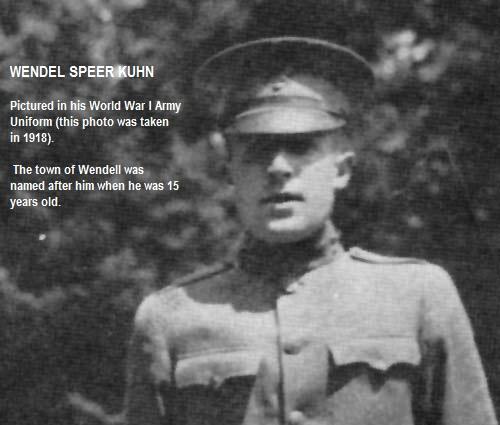 WENDEL SPEER KUHN
Pictured in his World War I Army
Uniform (this photo was taken
in 1918).
The town of Wendell was
named after him when he was 15
years old.